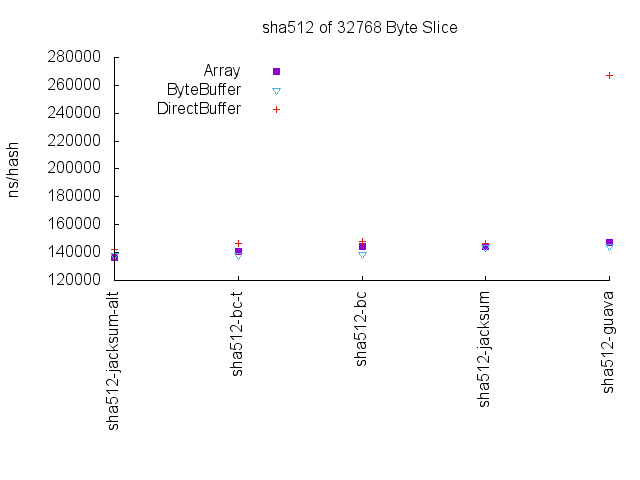 sha512 of 32768 Byte Slice
ns/hash
280000
260000
240000
220000
200000
180000
160000
140000
120000
Array
ByteBuffer
DirectBuffer
sha512-jacksum-alt
sha512-bc-t
sha512-bc
sha512-jacksum
sha512-guava